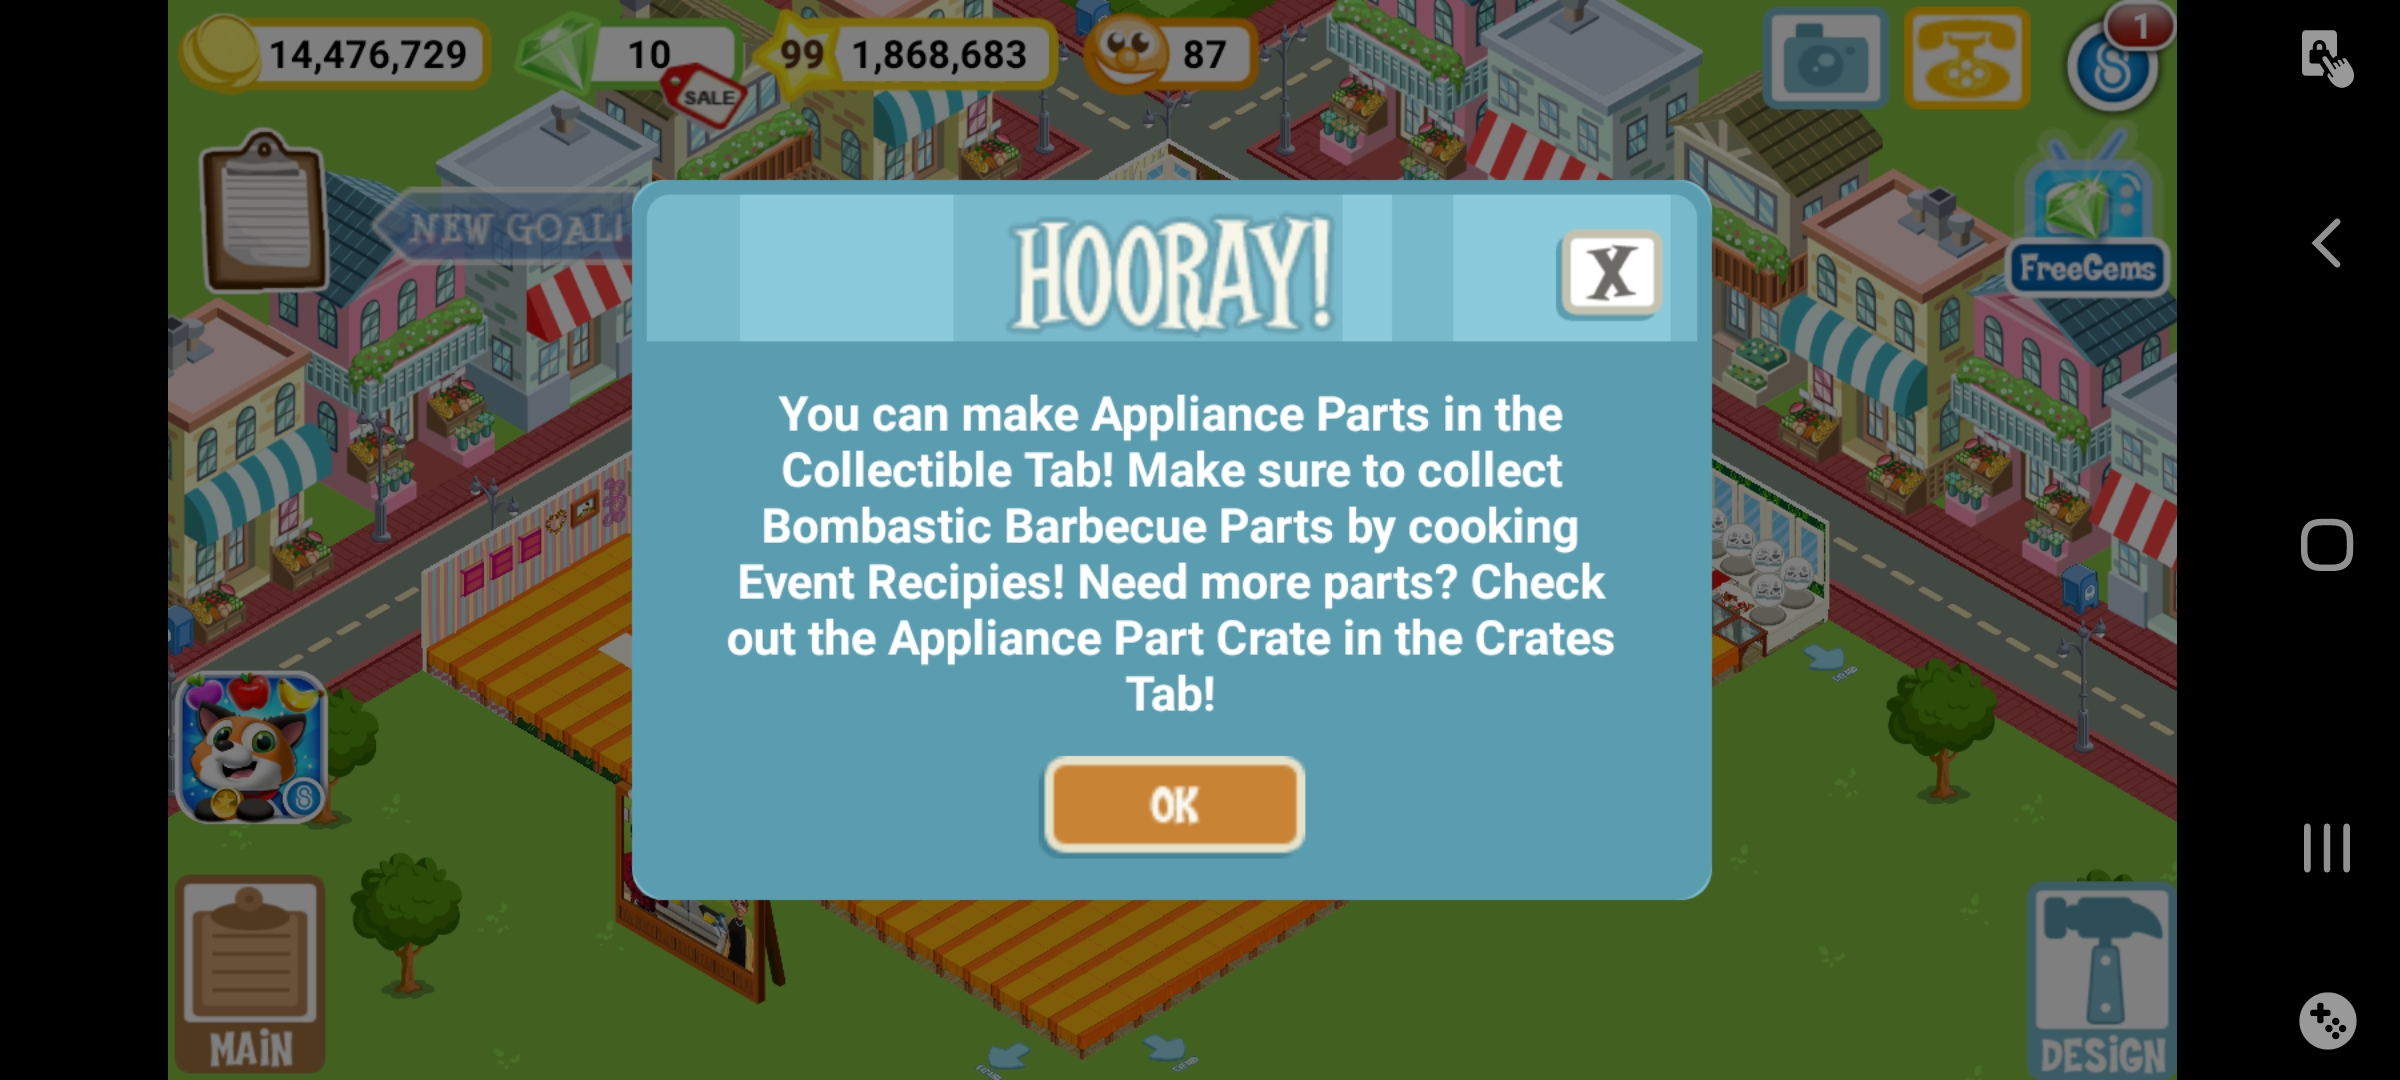 14,476,729
10
SALE
99
1,868,683
87
1
NEW GOAL!
FreeGems
HOORAY!
X
You can make Appliance Parts in the
Collectible Tab! Make sure to collect
Bombastic Barbecue Parts by cooking
Event Recipies! Need more parts? Check
out the Appliance Part Crate in the Crates
Tab!
OK
MAIN
DESIGN